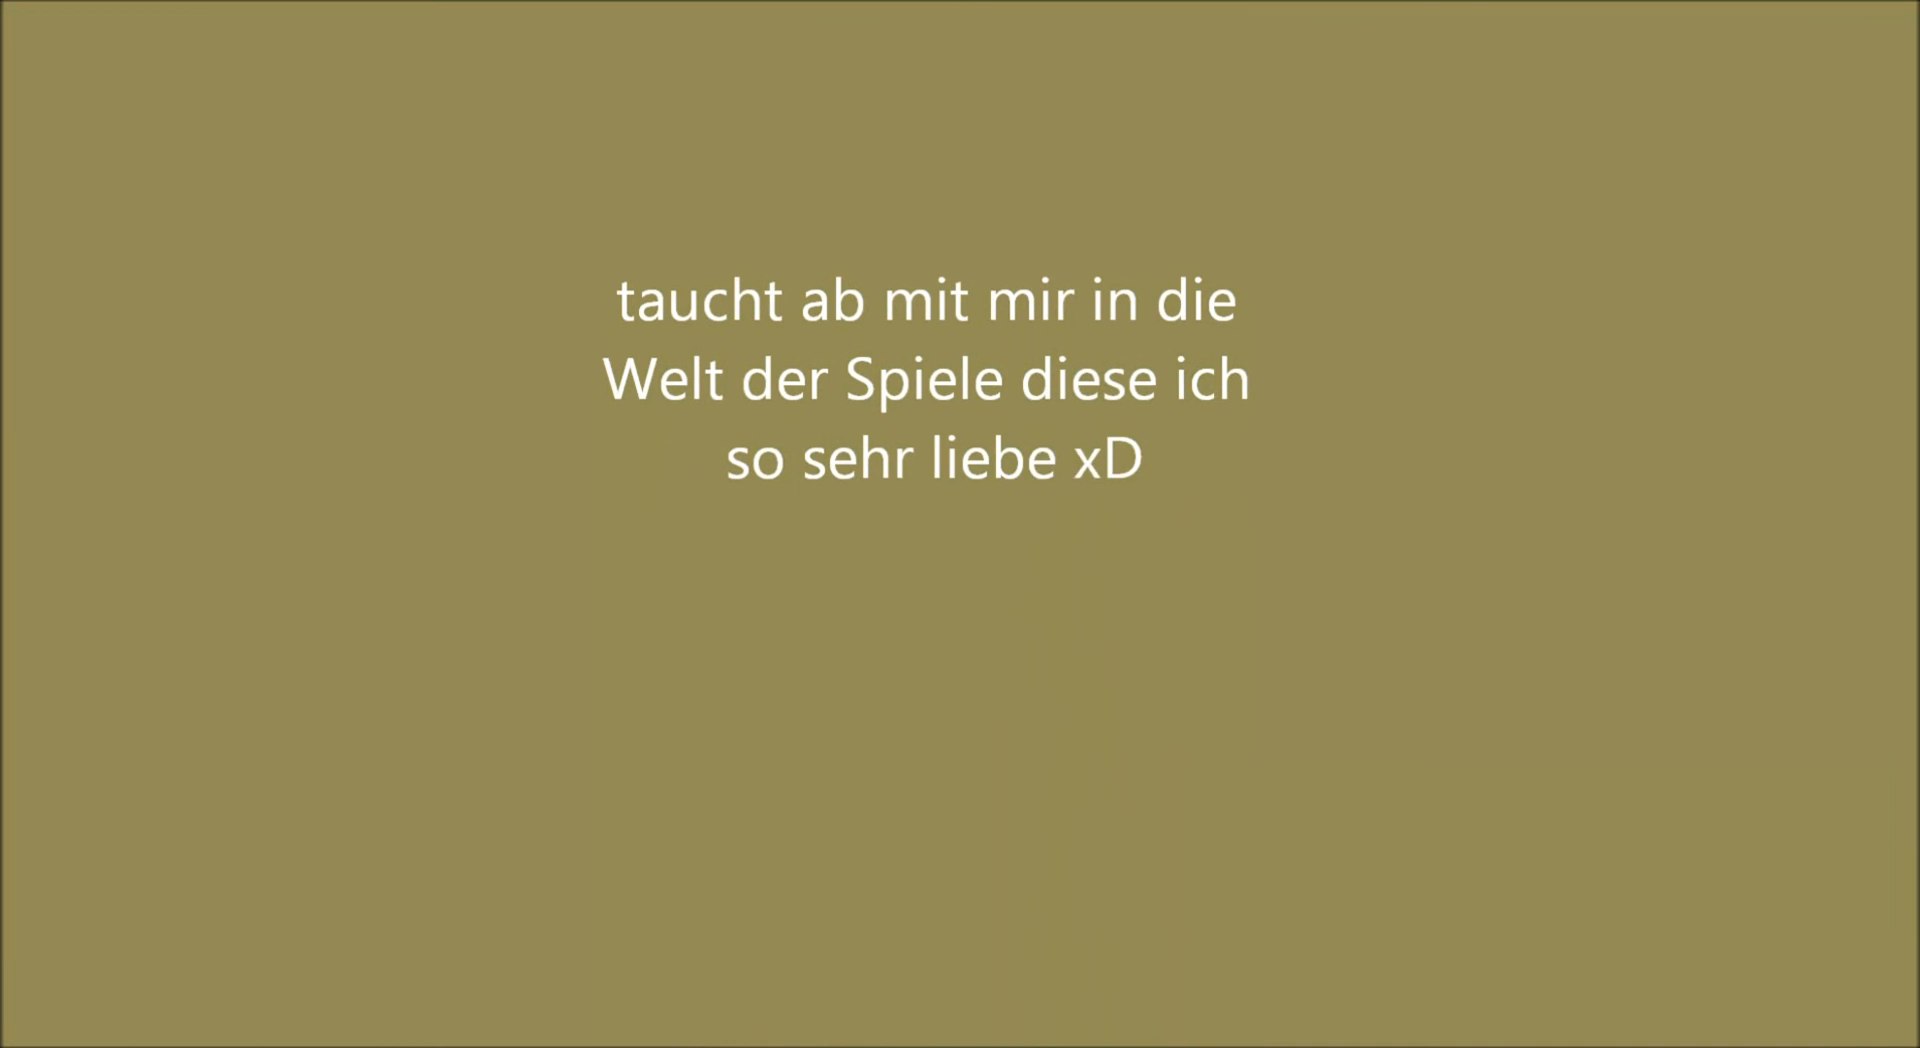 taucht ab mit mir in die
Welt der Spiele diese ich
so sehr liebe xD